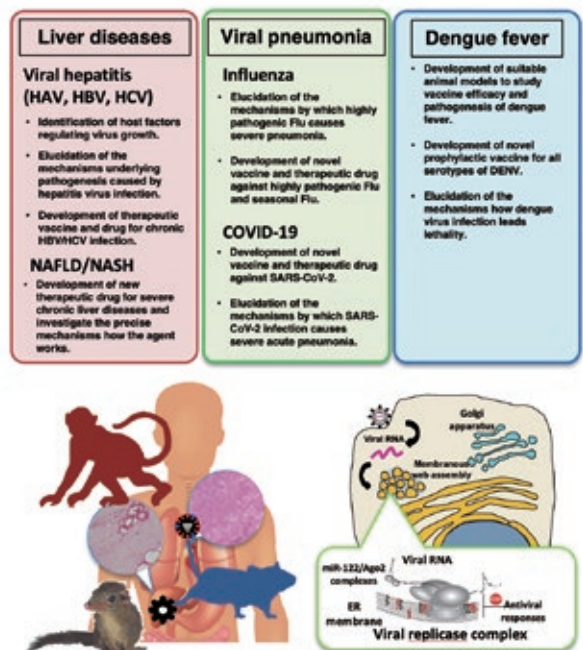 Liver diseases
Viral hepatitis
(HAV, HBV, HCV)
• Identification of host factors
regulating virus growth.
• Elucidation of the
mechanisms underlying
pathogenesis caused by
hepatitis virus infection.
• Development of therapeutic
vaccine and drug for chronic
HBV/HCV infection.
NAFLD/NASH
• Development of new
therapeutic drug for severe
chronic liver diseases and
investigate the precise
mechanisms how the agent
works.
Viral pneumonia
Influenza
• Elucidation of the
mechanisms by which highly
pathogenic Flu causes
severe pneumonia.
• Development of novel
vaccine and therapeutic drug
against highly pathogenic Flu
and seasonal Flu.
COVID-19
• Development of novel
vaccine and therapeutic drug
against SARS-CoV-2.
• Elucidation of the
mechanisms by which SARS-
CoV-2 infection causes
severe acute pneumonia.
Dengue fever
• Development of suitable
animal models to study
vaccine efficacy and
pathogenesis of dengue
fever.
• Development of novel
prophylactic vaccine for all
serotypes of DENV.
• Elucidation of the
mechanisms how dengue
virus infection leads
lethality.
Golgi
apparatus
Viral RNA
Membranous
web assembly
Viral RNA
miR-122/Ago2
complexes
ER
membrane
Antiviral
responses
Viral replicase complex